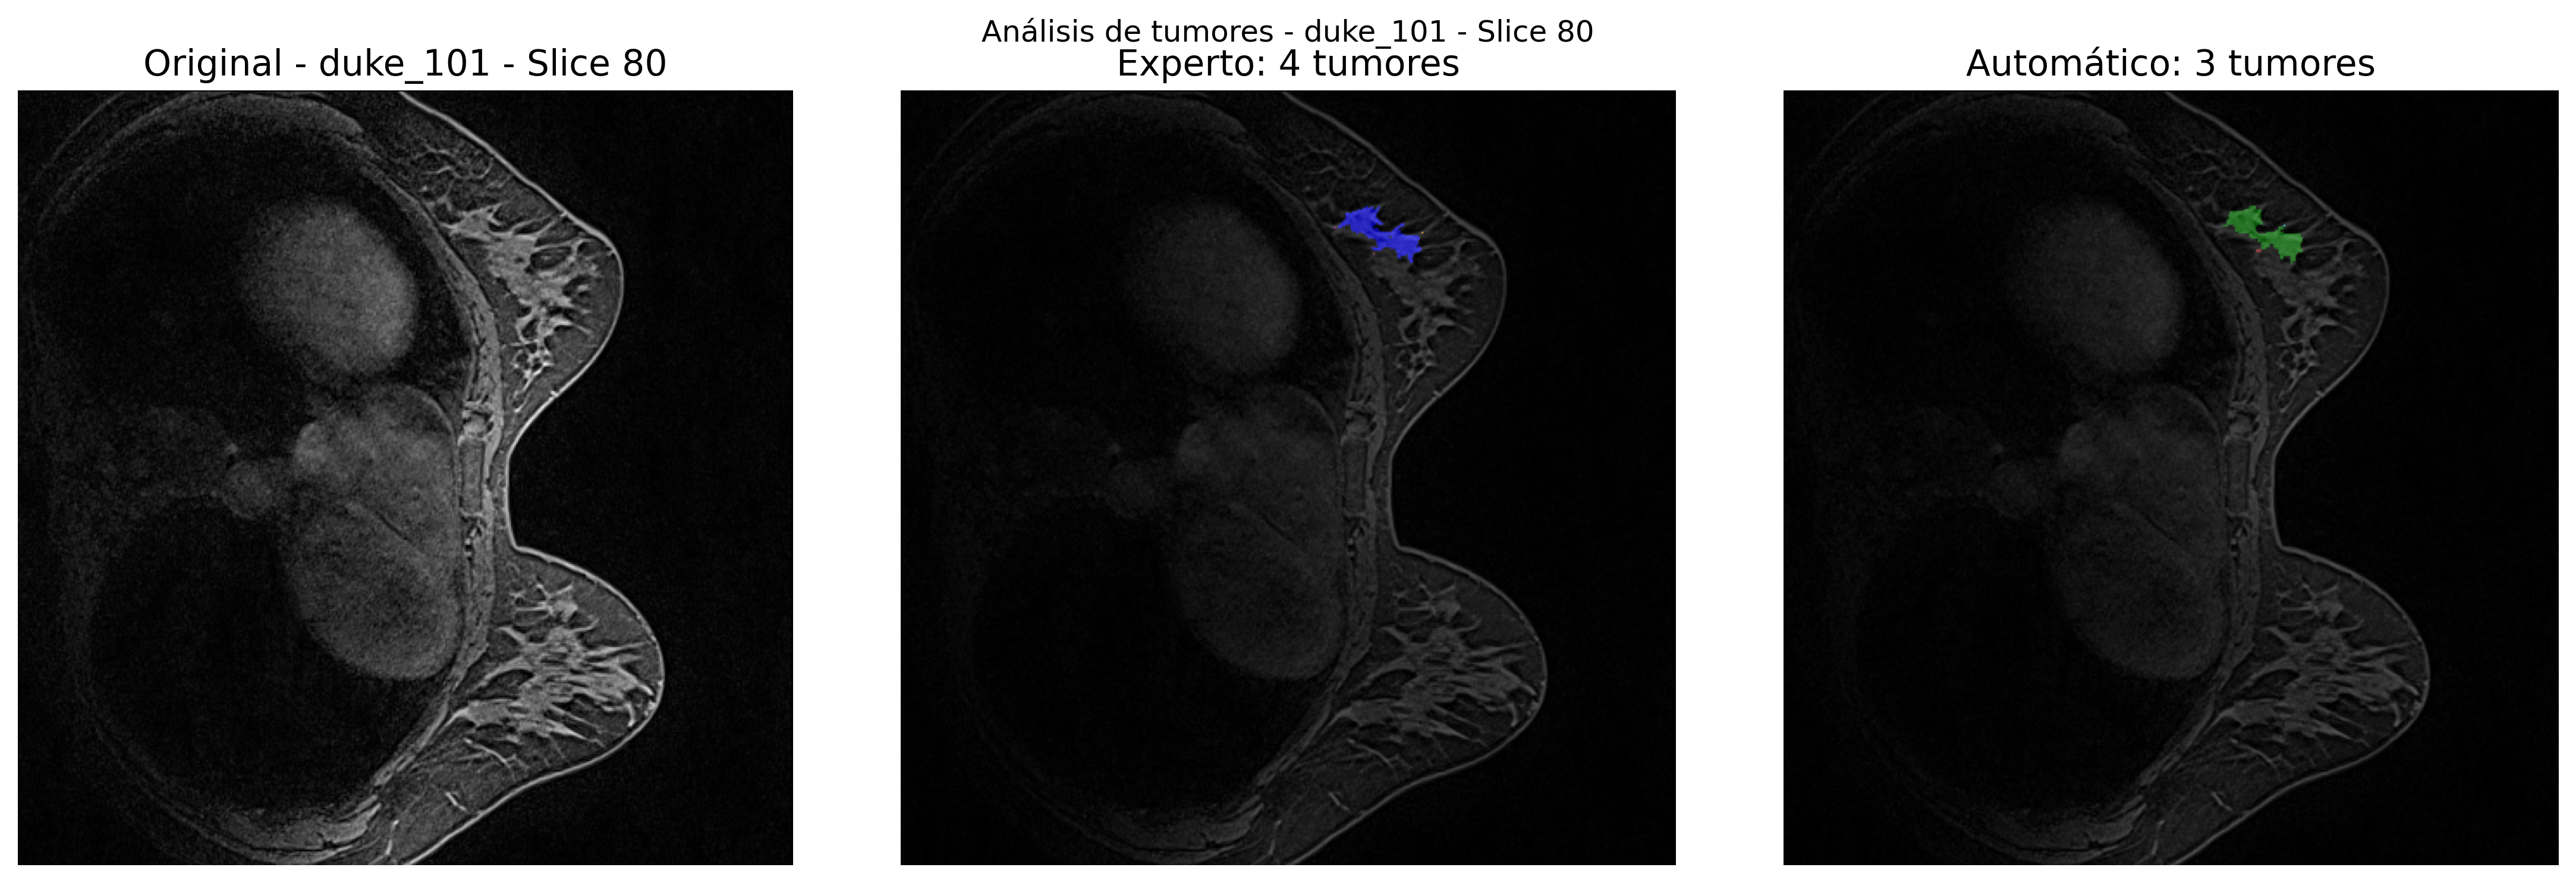 Análisis de tumores - duke_101 - Slice 80
Original - duke_101 - Slice 80
Experto: 4 tumores
Automático: 3 tumores